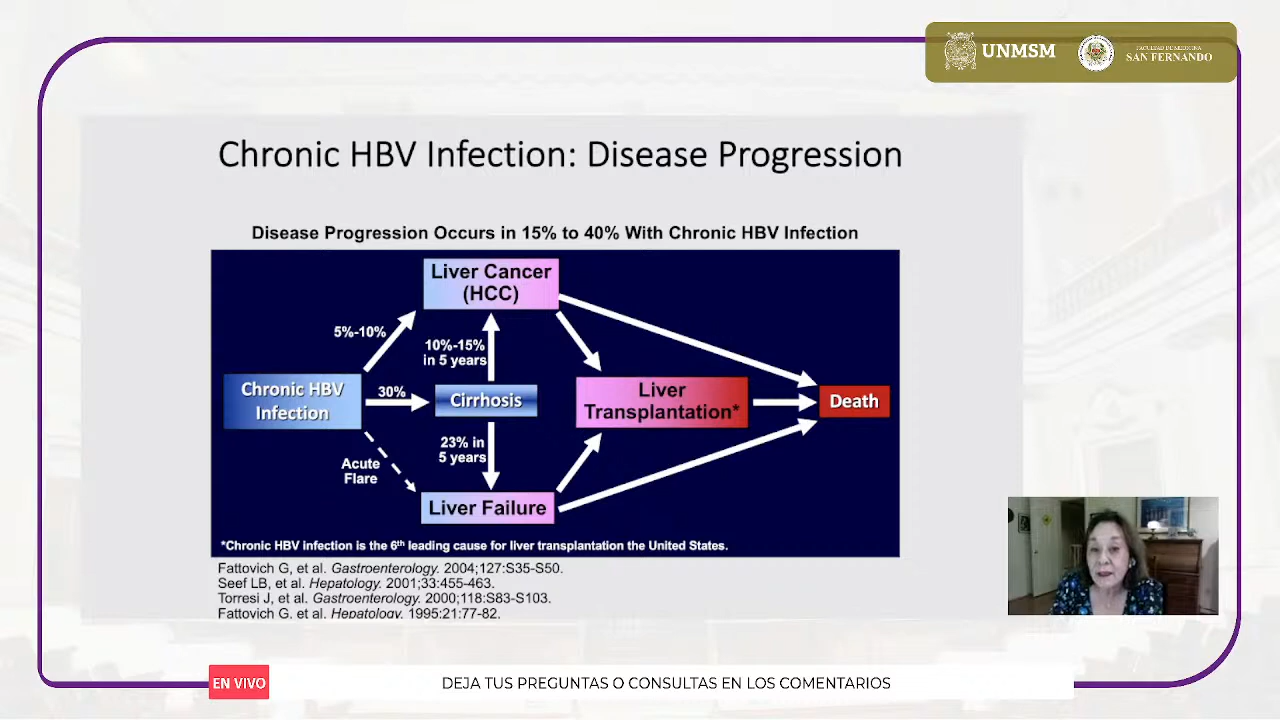 UNMSM
FACULTAD DE MEDICINA
SAN FERNANDO
Chronic HBV Infection: Disease Progression
Disease Progression Occurs in 15% to 40% With Chronic HBV Infection
Liver Cancer
(HCC)
5%-10%
10%-15%
in 5 years
Chronic HBV
Infection
30%
Cirrhosis
Liver
Transplantation*
Death
Acute
Flare
23% in
5 years
Liver Failure
*Chronic HBV infection is the 6th leading cause for liver transplantation the United States.
Fattovich G, et al. Gastroenterology. 2004;127:S35-S50.
Seef LB, et al. Hepatology. 2001;33:455-463.
Torresi J, et al. Gastroenterology. 2000;118:S83-S103.
Fattovich G. et al. Hepatology. 1995:21:77-82.
EN VIVO
DEJA TUS PREGUNTAS O CONSULTAS EN LOS COMENTARIOS